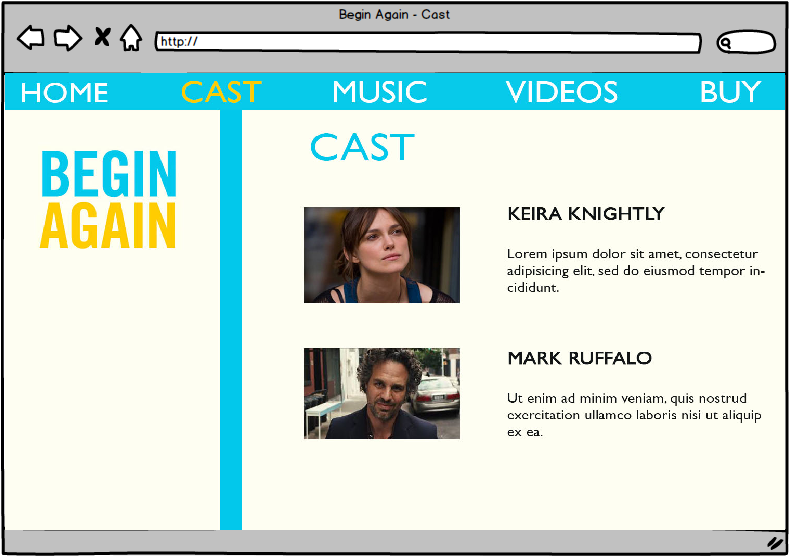 Begin Again - Cast
http://
HOME CAST MUSIC VIDEOS BUY
BEGIN
AGAIN
CAST
KEIRA KNIGHTLY
Lorem ipsum dolor sit amet, consectetur
adipisicing elit, sed do eiusmod tempor in-
cididunt.
MARK RUFFALO
Ut enim ad minim veniam, quis nostrud
exercitation ullamco laboris nisi ut aliquip
ex ea.